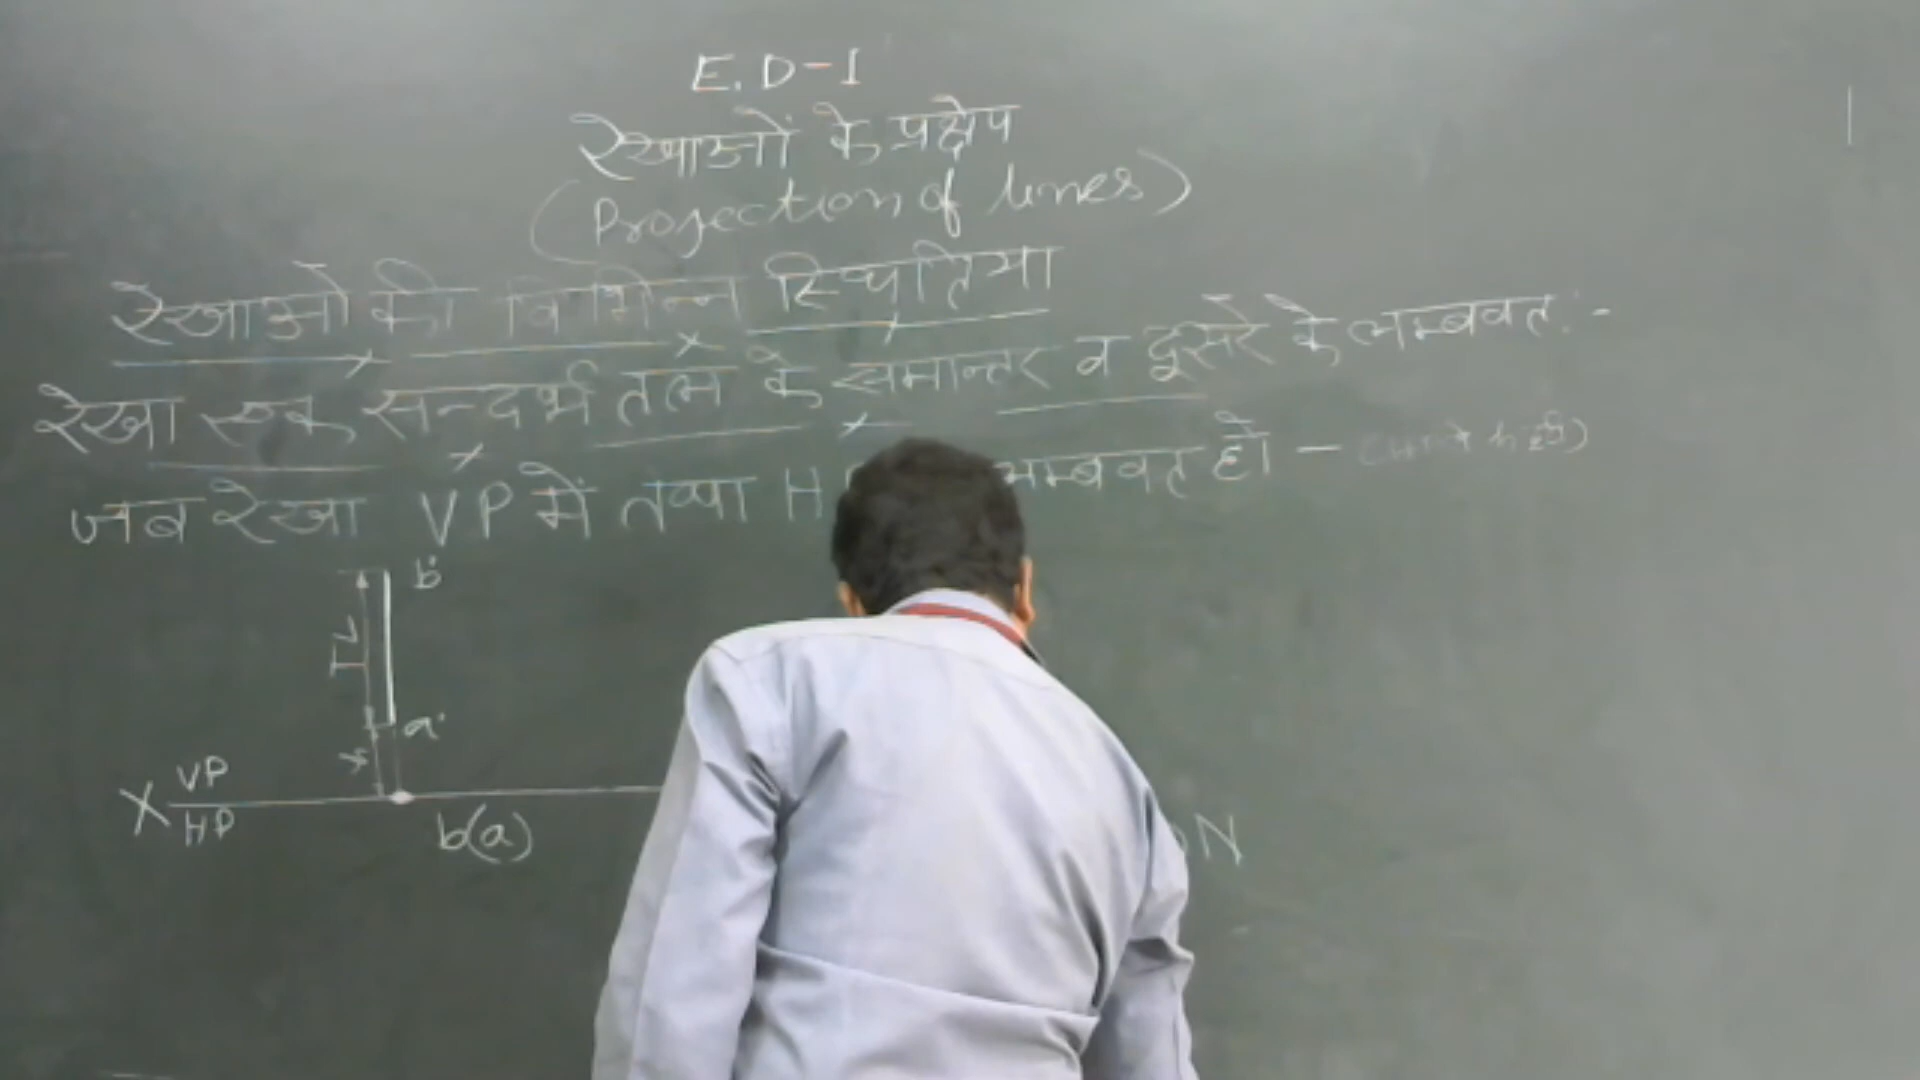 E.D-1
रेखाओं के प्रक्षेप
(Projection of lines)
रेखाओ की विभिन्न स्थितिया
रेखा एक सन्दर्भ तल के समान्तर व दूसरे के लम्बवत :-
जब रेखा VP में तथा H लम्बवत हो -
b'
TL
a'
X VP
HP
b(a)
N